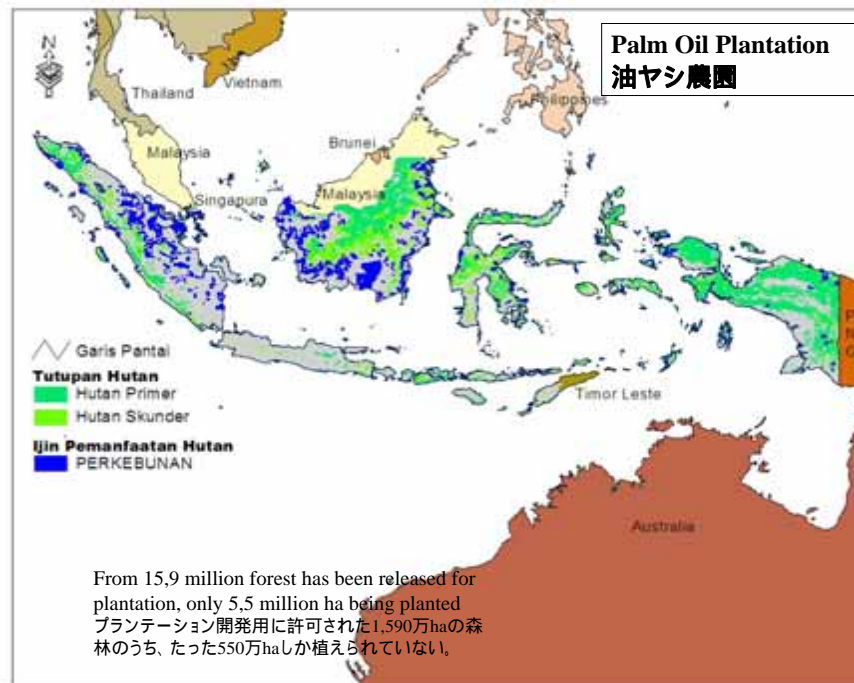 Palm Oil Plantation
油ヤシ農園
N
Vietnam
Thailand
Philippines
Malaysia
Brunei
Singapura
Malaysia
P
N
G
Garis Pantai
Tutupan Hutan
Hutan Primer
Hutan Skunder
Timor Leste
Ijin Pemanfaatan Hutan
PERKEBUNAN
Australia
From 15,9 million forest has been released for
plantation, only 5,5 million ha being planted
プランテーション開発用に許可された1,590万haの森
林のうち、たった550万haしか植えられていない。